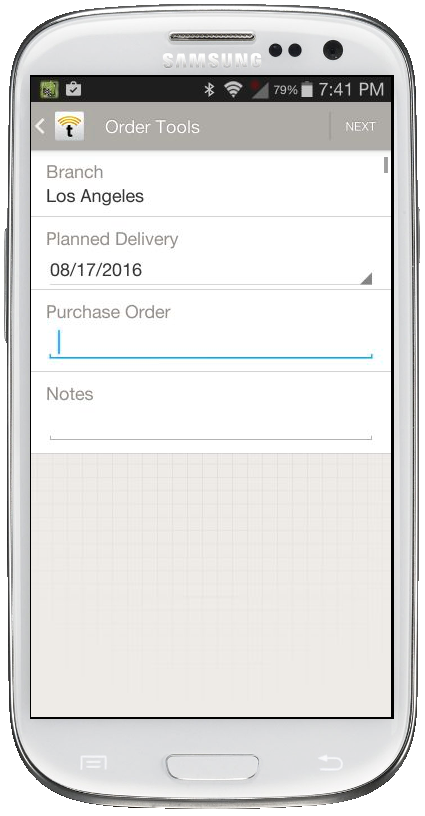 SAMSUNG
79% 7:41 PM
t Order Tools NEXT
Branch
Los Angeles
Planned Delivery
08/17/2016
Purchase Order
Notes